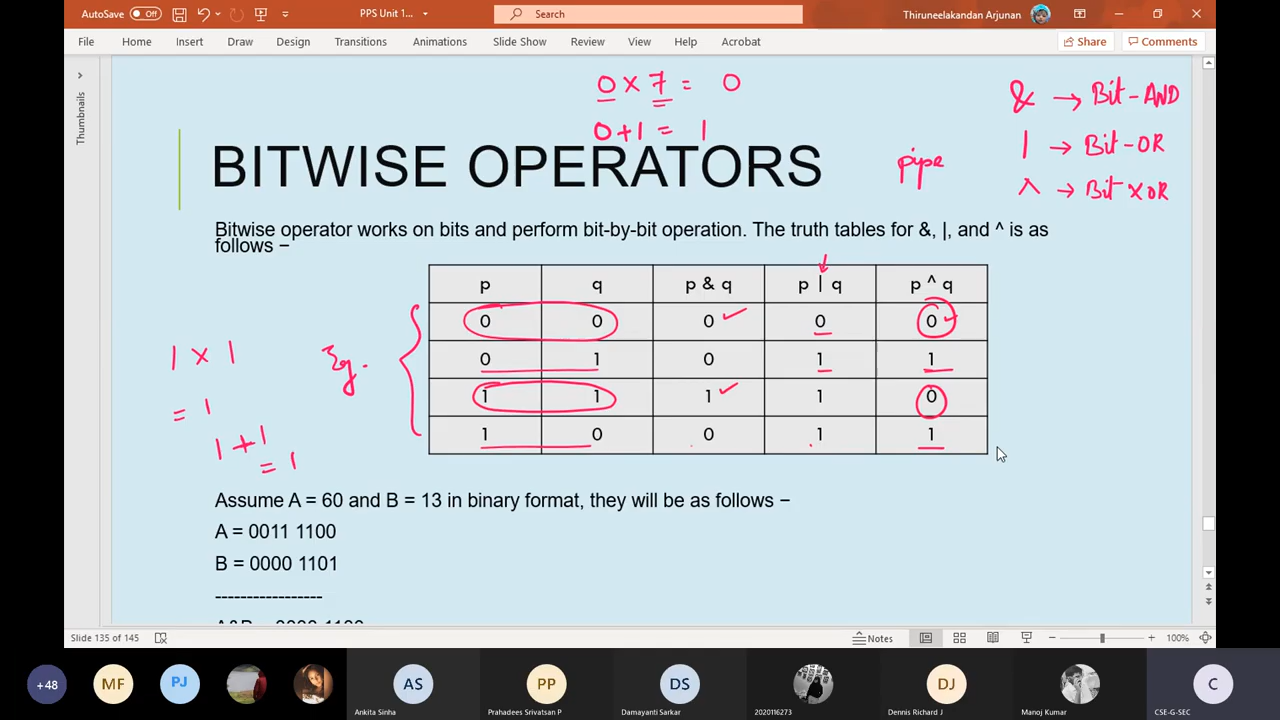 AutoSave Off PPS Unit 1... Search Thiruneelakandan Arjunan
File Home Insert Draw Design Transitions Animations Slide Show Review View Help Acrobat Share Comments
Thumbnails
0 x 7 = 0
0+1 = 1
& → Bit-AND
| → Bit-OR
^ → Bit XOR
pipe
BITWISE OPERATORS
Bitwise operator works on bits and perform bit-by-bit operation. The truth tables for &, |, and ^ is as
follows −
p q p & q p | q p ^ q
0 0 0 0 0
0 1 0 1 1
1 1 1 1 0
1 0 0 1 1
1 x 1
= 1
1 + 1
= 1
Eg.
Assume A = 60 and B = 13 in binary format, they will be as follows −
A = 0011 1100
B = 0000 1101
-----------------
A&B = 0000 1100
Slide 135 of 145 Notes 100%
+48 MF PJ AS PP DS DJ C
Ankita Sinha Prahadees Srivatsan P Damayanti Sarkar 2020116273 Dennis Richard J Manoj Kumar CSE-G-SEC